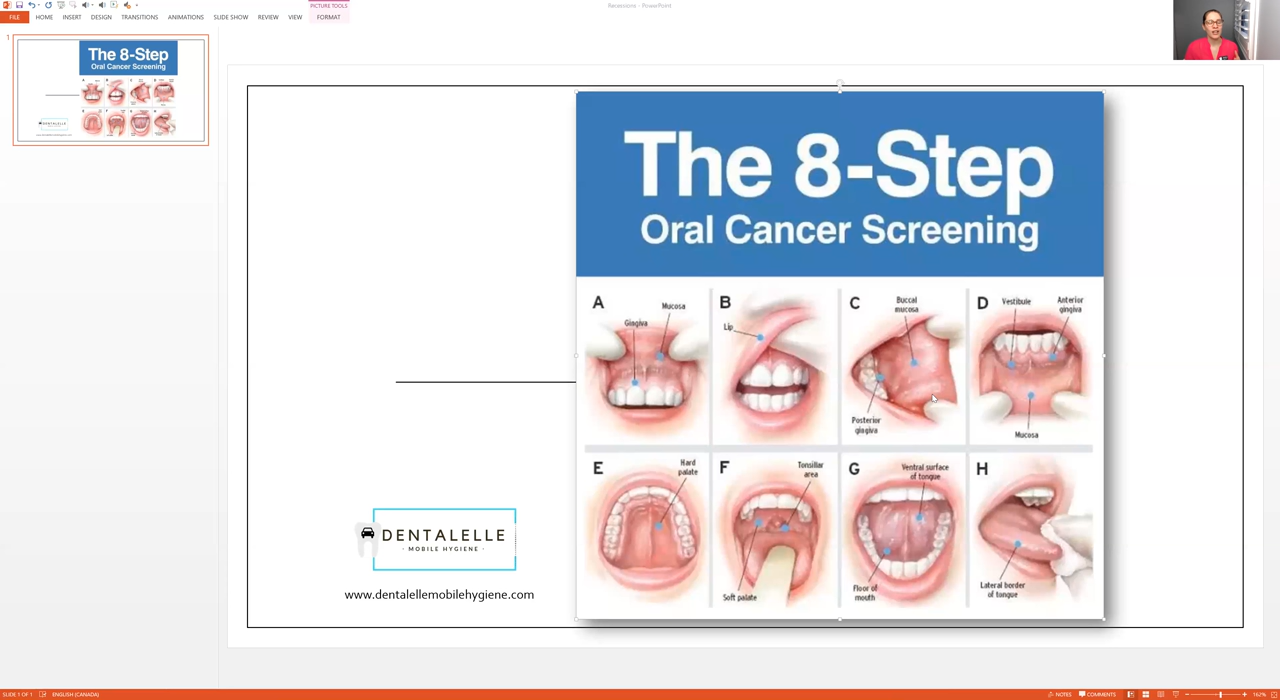 Recessions - PowerPoint
PICTURE TOOLS
FILE
HOME
INSERT
DESIGN
TRANSITIONS
ANIMATIONS
SLIDE SHOW
REVIEW
VIEW
FORMAT
1
The 8-Step
Oral Cancer Screening
DENTALELLE
The 8-Step
Oral Cancer Screening
A
Mucosa
Gingiva
B
Lip
C
Buccal
mucosa
Posterior
gingiva
D
Vestibule
Anterior
gingiva
Mucosa
E
Hard
palate
F
Tonsillar
area
Soft palate
G
Ventral surface
of tongue
Floor of
mouth
H
Lateral border
of tongue
DENTALELLE
· MOBILE HYGIENE ·
www.dentalellemobilehygiene.com
SLIDE 1 OF 1
ENGLISH (CANADA)
NOTES
COMMENTS
162%